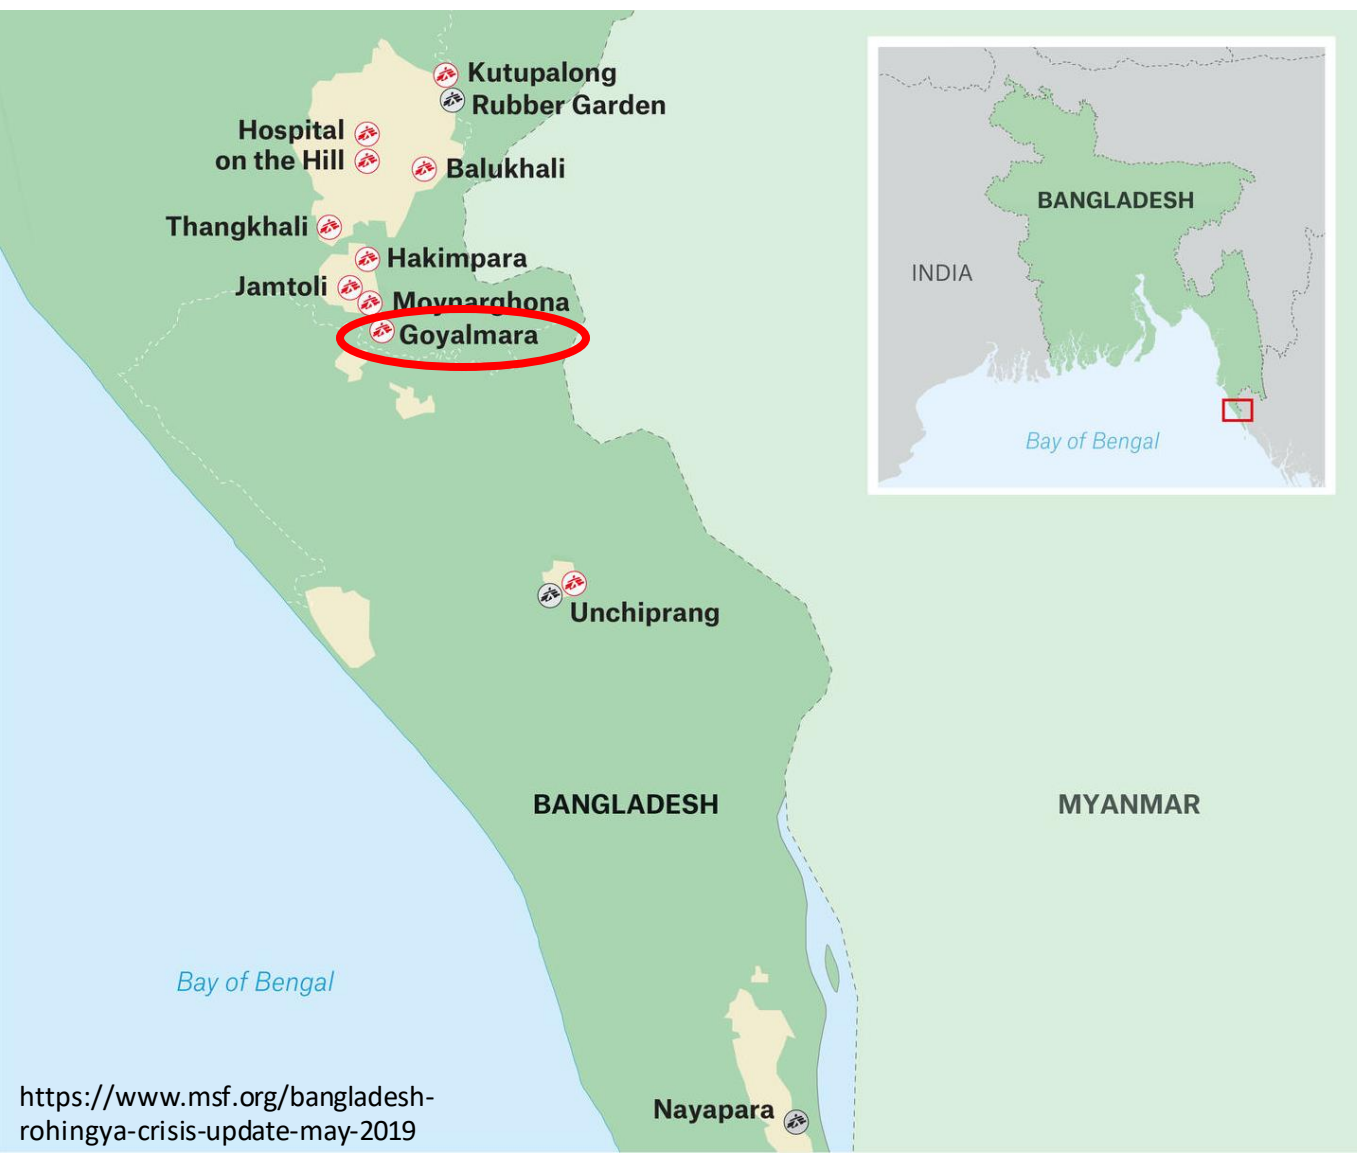 Kutupalong
Rubber Garden
Hospital
on the Hill
Balukhali
Thangkhali
Hakimpara
Jamtoli
Moynarghona
Goyalmara
Unchiprang
BANGLADESH
MYANMAR
Bay of Bengal
Nayapara
https://www.msf.org/bangladesh-
rohingya-crisis-update-may-2019
BANGLADESH
INDIA
Bay of Bengal